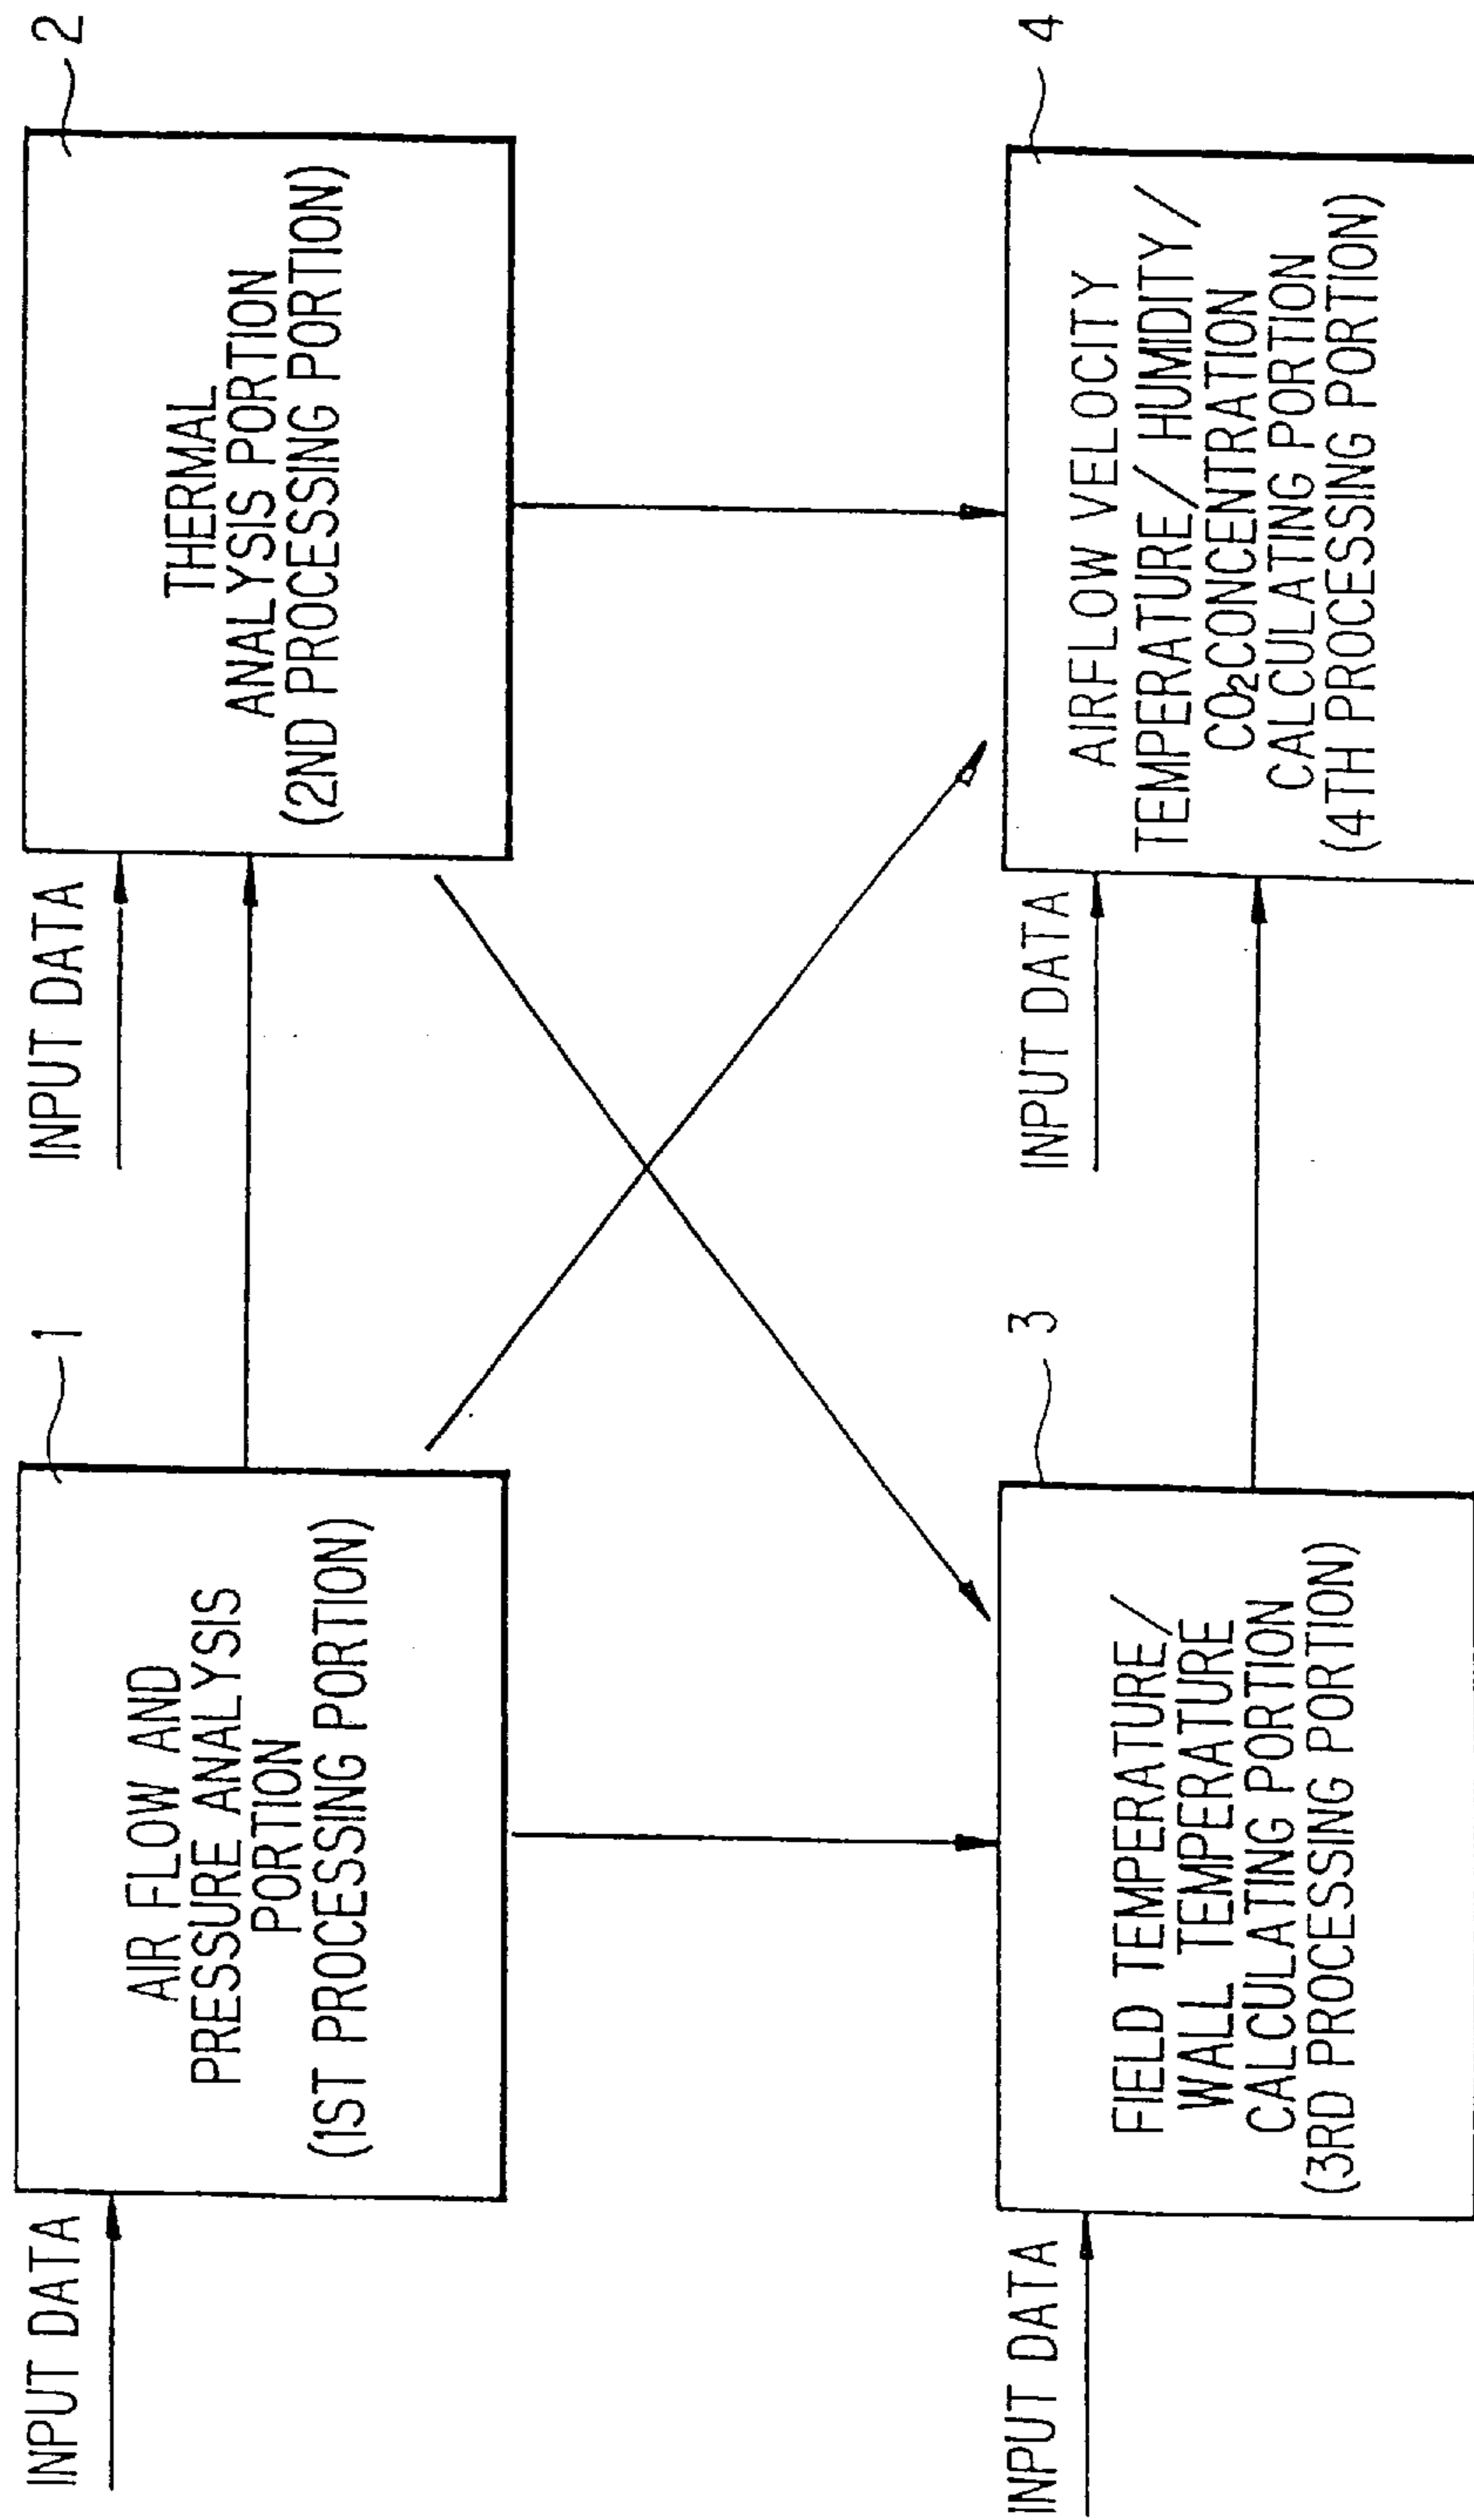 INPUT DATA
1
AIR FLOW AND
PRESSURE ANALYSIS
PORTION
(1ST PROCESSING PORTION)
INPUT DATA
2
THERMAL
ANALYSIS PORTION
(2ND PROCESSING PORTION)
INPUT DATA
3
FIELD TEMPERATURE/
WALL TEMPERATURE
CALCULATING PORTION
(3RD PROCESSING PORTION)
INPUT DATA
4
AIRFLOW VELOCITY
TEMPERATURE/ HUMIDITY/
CO₂CONCENTRATION
CALCULATING PORTION
(4TH PROCESSING PORTION)